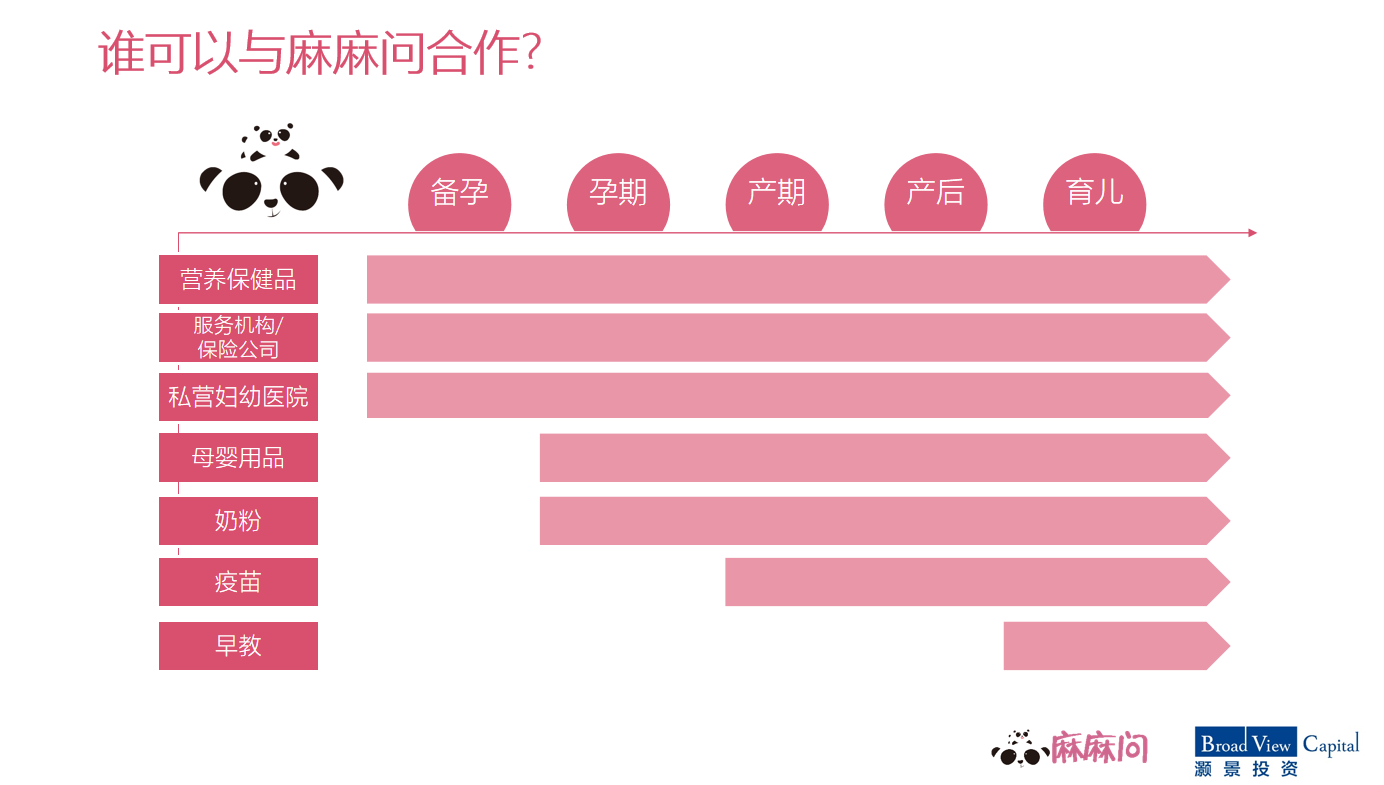 谁可以与麻麻问合作？
备孕
孕期
产期
产后
育儿
营养保健品
服务机构/
保险公司
私营妇幼医院
母婴用品
奶粉
疫苗
早教
麻麻问
Broad View Capital
灏景投资